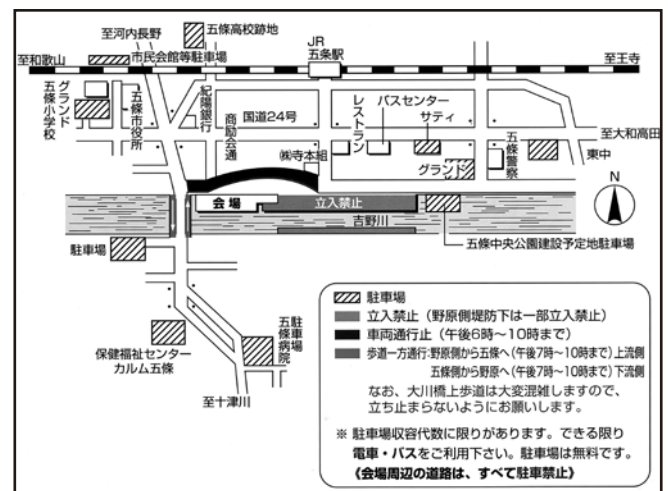 五條高校跡地
至河内長野
JR
五条駅
至和歌山
市民会館等駐車場
至王寺
グランド
五條小学校
五條市役所
紀陽銀行
商励会通
国道24号
レストラン
バスセンター
サティ
至大和高田
㈱寺本組
グランド
五條警察
東中
N
会場
立入禁止
吉野川
駐車場
五條中央公園建設予定地駐車場
保健福祉センター
カルム五條
駐車場
五條病院
至十津川
駐車場
立入禁止（野原側堤防下は一部立入禁止）
車両通行止（午後6時〜10時まで）
歩道一方通行:野原側から五條へ（午後7時〜10時まで）上流側
五條側から野原へ（午後7時〜10時まで）下流側
なお、大川橋上歩道は大変混雑しますので、
立ち止まらないようにお願いします。
※ 駐車場収容台数に限りがあります。できる限り
電車・バスをご利用下さい。駐車場は無料です。
《会場周辺の道路は、すべて駐車禁止》